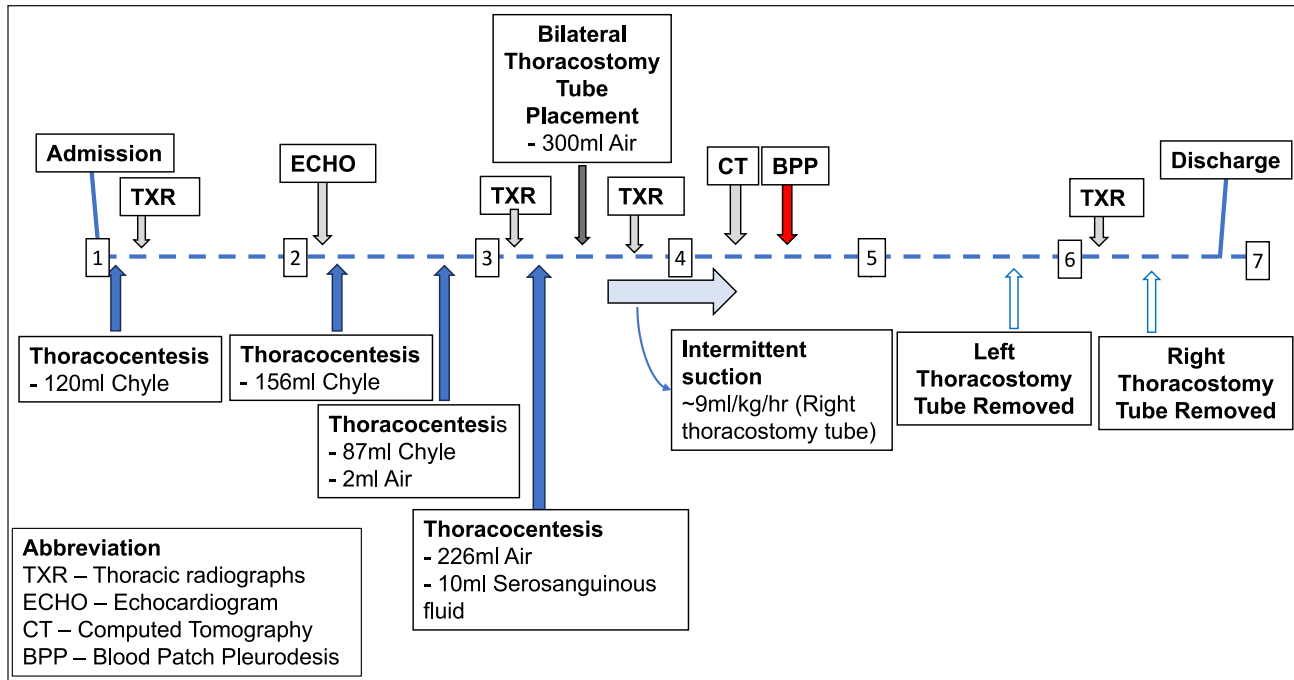 Bilateral
Thoracostomy
Tube
Placement
- 300ml Air
Admission
TXR
ECHO
TXR
TXR
CT
BPP
TXR
Discharge
1
2
3
4
5
6
7
Thoracocentesis
- 120ml Chyle
Thoracocentesis
- 156ml Chyle
Thoracocentesis
- 87ml Chyle
- 2ml Air
Thoracocentesis
- 226ml Air
- 10ml Serosanguinous
fluid
Intermittent
suction
~9ml/kg/hr (Right
thoracostomy tube)
Left
Thoracostomy
Tube Removed
Right
Thoracostomy
Tube Removed
Abbreviation
TXR – Thoracic radiographs
ECHO – Echocardiogram
CT – Computed Tomography
BPP – Blood Patch Pleurodesis